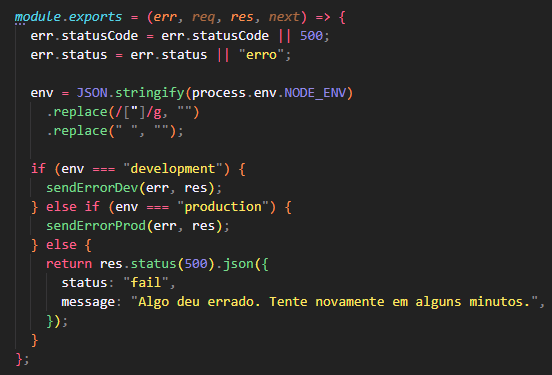 module.exports = (err, req, res, next) => {
  err.statusCode = err.statusCode || 500;
  err.status = err.status || "erro";

  env = JSON.stringify(process.env.NODE_ENV)
    .replace(/["]/g, "")
    .replace(" ", "");

  if (env === "development") {
    sendErrorDev(err, res);
  } else if (env === "production") {
    sendErrorProd(err, res);
  } else {
    return res.status(500).json({
      status: "fail",
      message: "Algo deu errado. Tente novamente em alguns minutos.",
    });
  }
};